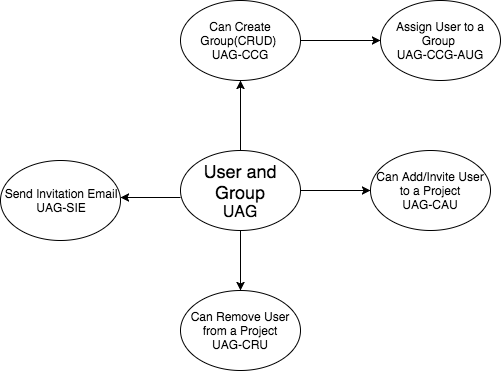 Can Create
Group(CRUD)
UAG-CCG
Assign User to a
Group
UAG-CCG-AUG
Send Invitation Email
UAG-SIE
User and
Group
UAG
Can Add/Invite User
to a Project
UAG-CAU
Can Remove User
from a Project
UAG-CRU